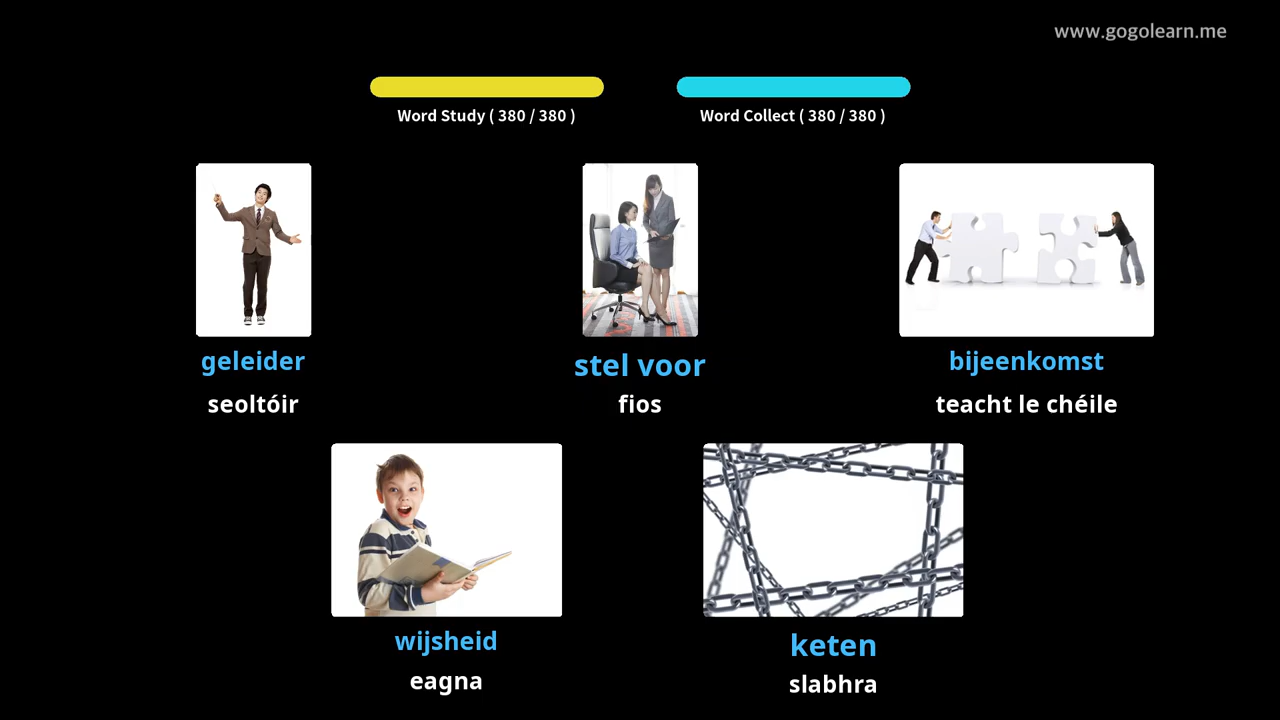 www.gogolearn.me
Word Study ( 380 / 380 )
Word Collect ( 380 / 380 )
geleider
seoltóir
stel voor
fios
bijeenkomst
teacht le chéile
wijsheid
eagna
keten
slabhra